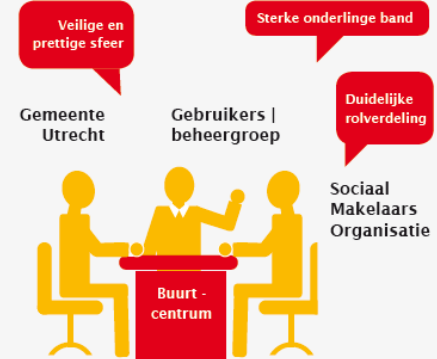 Veilige en
prettige sfeer
Sterke onderlinge band
Gemeente
Utrecht
Gebruikers |
beheergroep
Duidelijke
rolverdeling
Sociaal
Makelaars
Organisatie
Buurt -
centrum